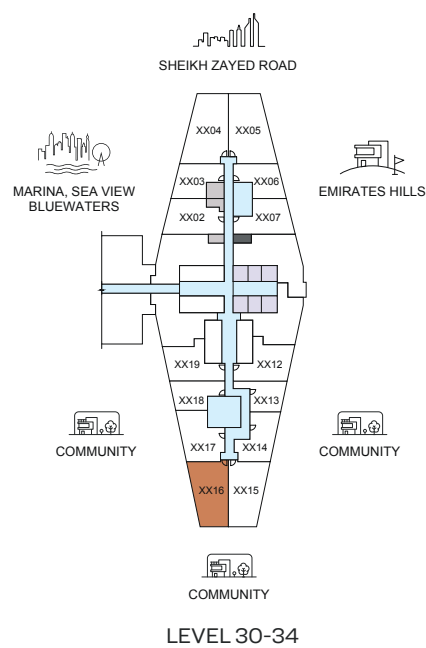 SHEIKH ZAYED ROAD
XX04 XX05
MARINA, SEA VIEW
BLUEWATERS
XX03 XX06
EMIRATES HILLS
XX02 XX07
XX19 XX12
XX18 XX13
COMMUNITY
XX17 XX14
COMMUNITY
XX16 XX15
COMMUNITY
LEVEL 30-34